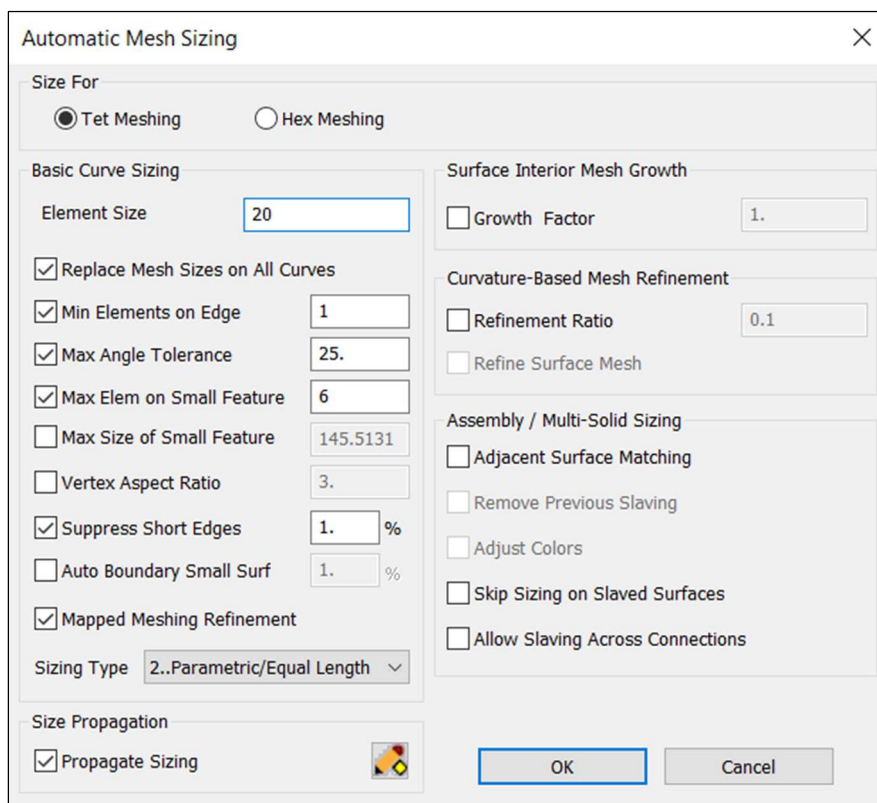 Automatic Mesh Sizing
Size For
Tet Meshing
Hex Meshing
Basic Curve Sizing
Element Size 20
Replace Mesh Sizes on All Curves
Min Elements on Edge 1
Max Angle Tolerance 25.
Max Elem on Small Feature 6
Max Size of Small Feature 145.5131
Vertex Aspect Ratio 3.
Suppress Short Edges 1. %
Auto Boundary Small Surf 1. %
Mapped Meshing Refinement
Sizing Type 2..Parametric/Equal Length
Size Propagation
Propagate Sizing
Surface Interior Mesh Growth
Growth Factor 1.
Curvature-Based Mesh Refinement
Refinement Ratio 0.1
Refine Surface Mesh
Assembly / Multi-Solid Sizing
Adjacent Surface Matching
Remove Previous Slaving
Adjust Colors
Skip Sizing on Slaved Surfaces
Allow Slaving Across Connections
OK
Cancel